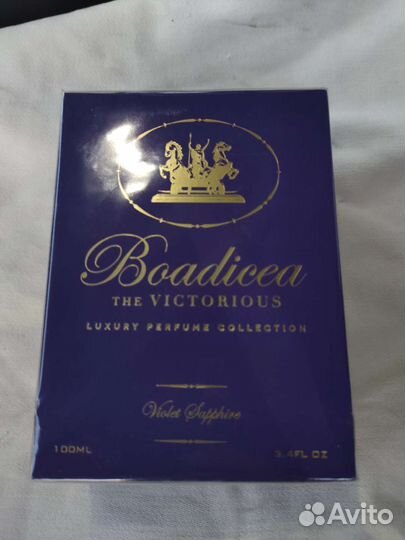 Boadicea
THE VICTORIOUS
LUXURY PERFUME COLLECTION
Violet Sapphire
100ML
3.4FL OZ
Avito